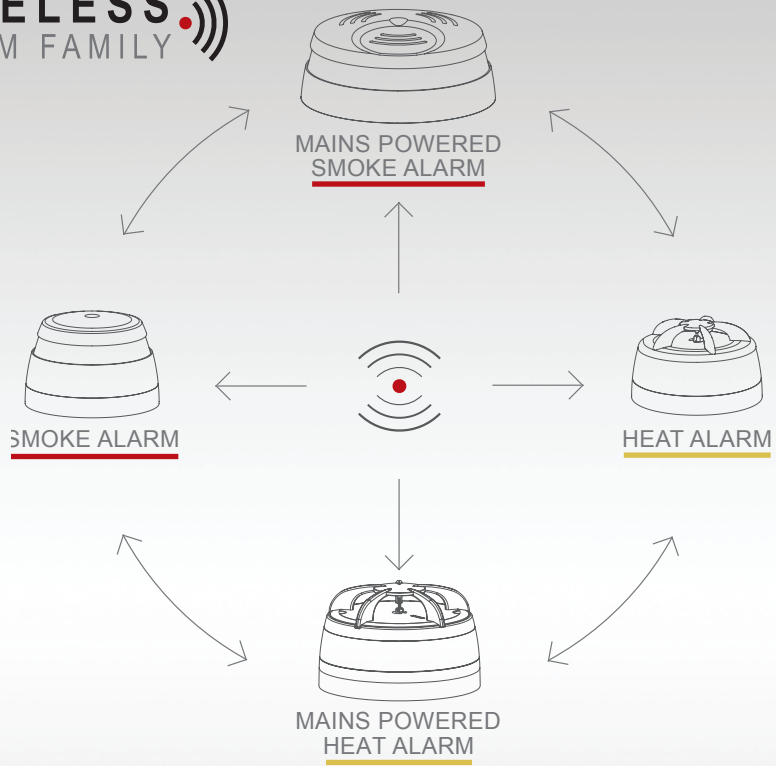 ELESS
M FAMILY
MAINS POWERED
SMOKE ALARM
SMOKE ALARM
HEAT ALARM
MAINS POWERED
HEAT ALARM